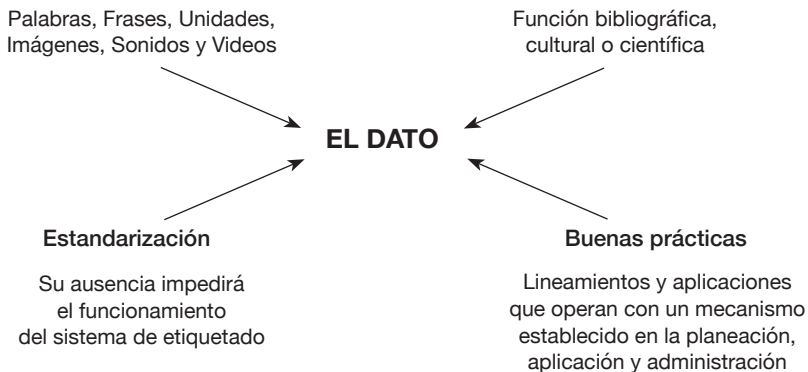 Palabras, Frases, Unidades,
Imágenes, Sonidos y Videos
Función bibliográfica,
cultural o científica
EL DATO
Estandarización
Su ausencia impedirá
el funcionamiento
del sistema de etiquetado
Buenas prácticas
Lineamientos y aplicaciones
que operan con un mecanismo
establecido en la planeación,
aplicación y administración